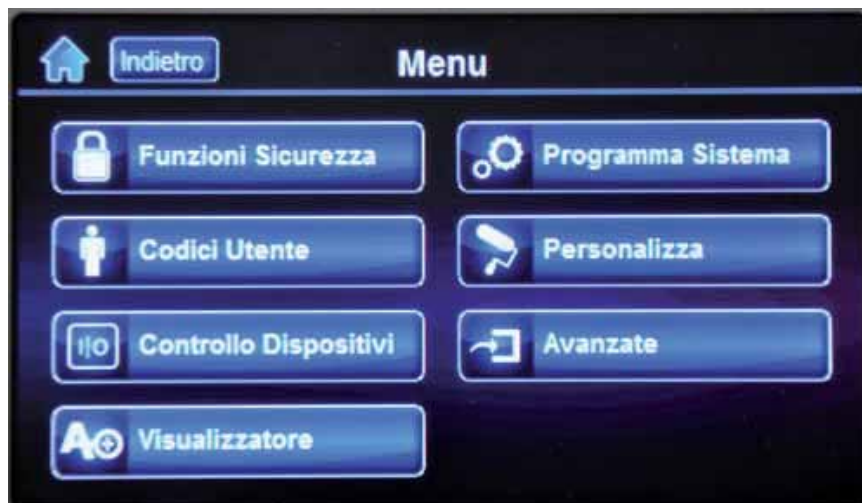 Indietro
Menu
Funzioni Sicurezza
Programma Sistema
Codici Utente
Personalizza
I|O
Controllo Dispositivi
Avanzate
A
Visualizzatore